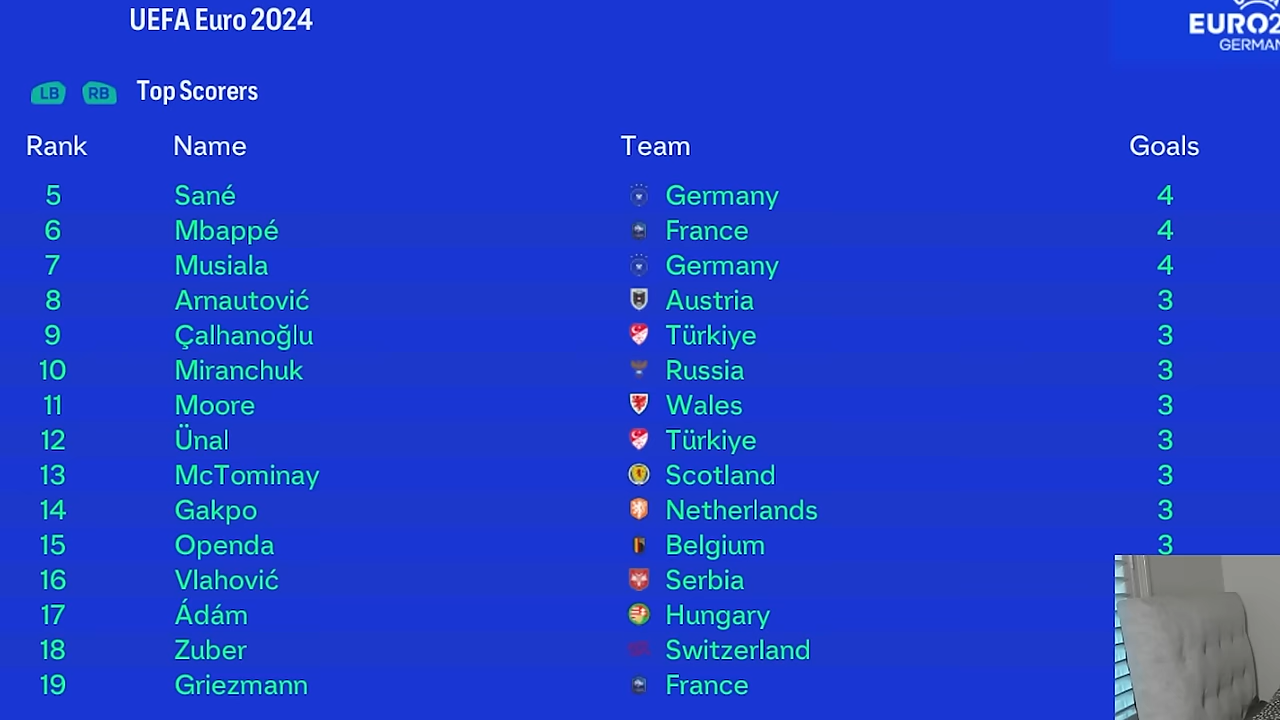 UEFA Euro 2024
EURO2
GERMAN
LB RB Top Scorers
Rank Name Team Goals
5 Sané Germany 4
6 Mbappé France 4
7 Musiala Germany 4
8 Arnautović Austria 3
9 Çalhanoğlu Türkiye 3
10 Miranchuk Russia 3
11 Moore Wales 3
12 Ünal Türkiye 3
13 McTominay Scotland 3
14 Gakpo Netherlands 3
15 Openda Belgium 3
16 Vlahović Serbia
17 Ádám Hungary
18 Zuber Switzerland
19 Griezmann France